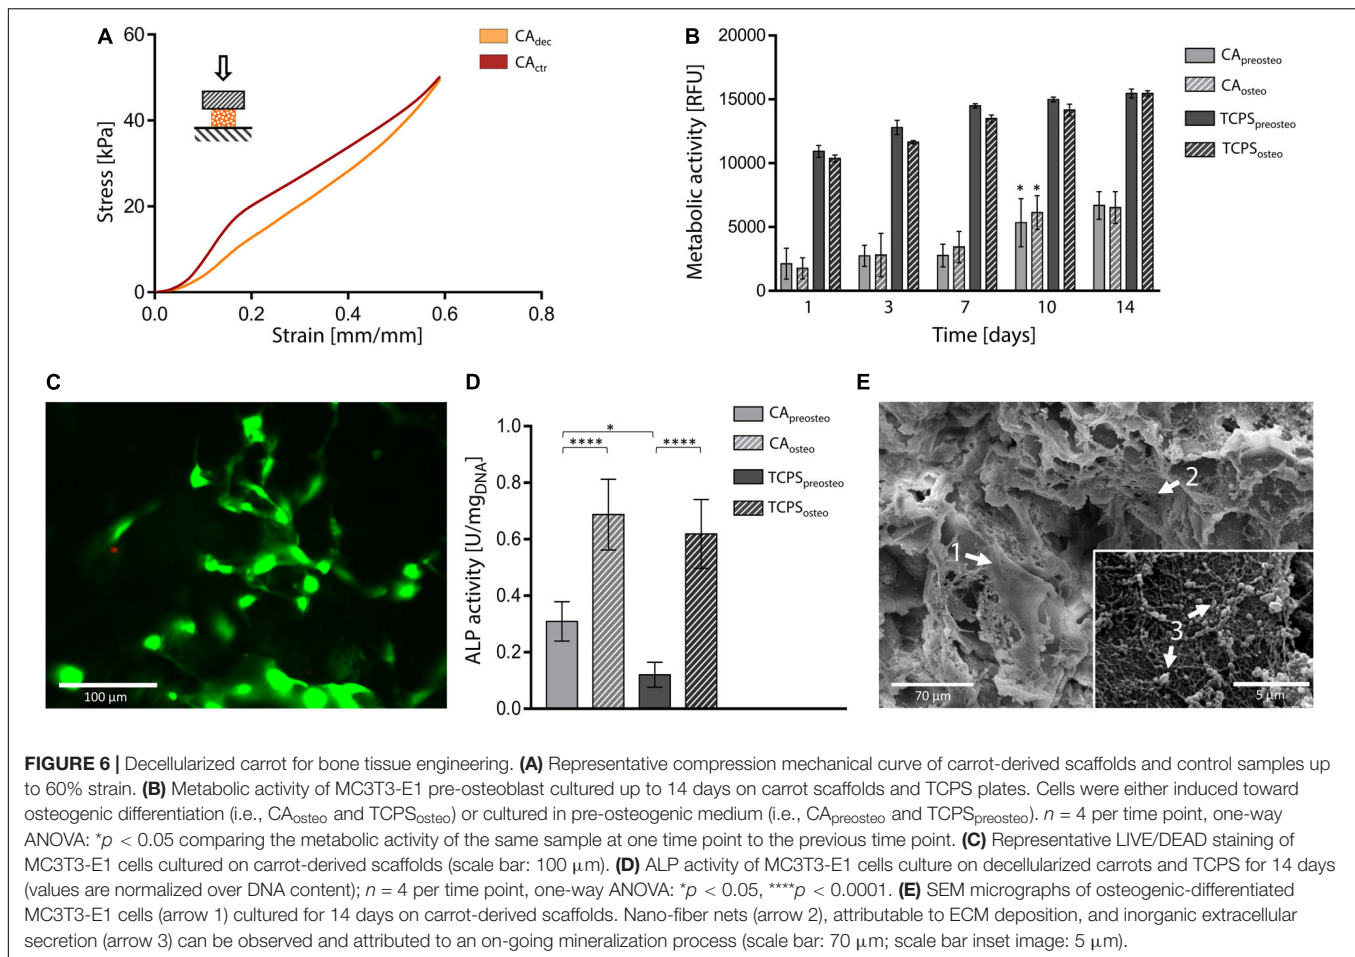 A
60
40
20
0
Stress [kPa]
0.0 0.2 0.4 0.6 0.8
Strain [mm/mm]
CAdec
CActr
B
20000
15000
10000
5000
0
Metabolic activity [RFU]
* *
1 3 7 10 14
Time [days]
CApreosteo
CAosteo
TCPSpreosteo
TCPSosteo
C
100 µm
D
1.0
0.8
0.6
0.4
0.2
0.0
ALP activity [U/mgDNA]
*
**** ****
CApreosteo
CAosteo
TCPSpreosteo
TCPSosteo
E
2
1
3
70 µm
5 µm
FIGURE 6 | Decellularized carrot for bone tissue engineering. (A) Representative compression mechanical curve of carrot-derived scaffolds and control samples up
to 60% strain. (B) Metabolic activity of MC3T3-E1 pre-osteoblast cultured up to 14 days on carrot scaffolds and TCPS plates. Cells were either induced toward
osteogenic differentiation (i.e., CAosteo and TCPSosteo) or cultured in pre-osteogenic medium (i.e., CApreosteo and TCPSpreosteo). n = 4 per time point, one-way
ANOVA: *p < 0.05 comparing the metabolic activity of the same sample at one time point to the previous time point. (C) Representative LIVE/DEAD staining of
MC3T3-E1 cells cultured on carrot-derived scaffolds (scale bar: 100 µm). (D) ALP activity of MC3T3-E1 cells culture on decellularized carrots and TCPS for 14 days
(values are normalized over DNA content); n = 4 per time point, one-way ANOVA: *p < 0.05, ****p < 0.0001. (E) SEM micrographs of osteogenic-differentiated
MC3T3-E1 cells (arrow 1) cultured for 14 days on carrot-derived scaffolds. Nano-fiber nets (arrow 2), attributable to ECM deposition, and inorganic extracellular
secretion (arrow 3) can be observed and attributed to an on-going mineralization process (scale bar: 70 µm; scale bar inset image: 5 µm).